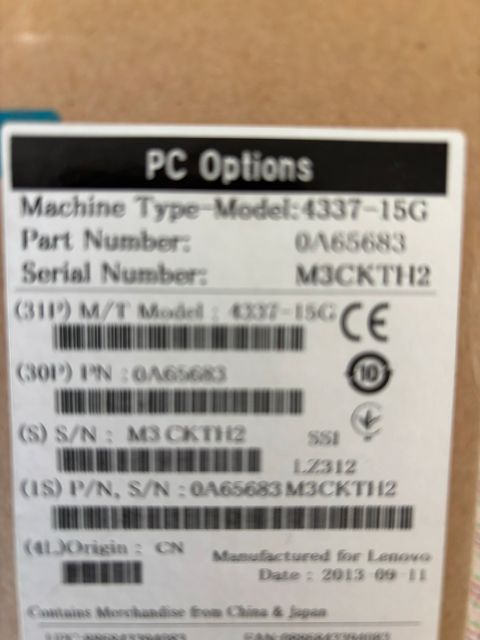 PC Options
Machine Type-Model:4337-15G
Part Number: 0A65683
Serial Number: M3CKTH2
(31P) M/T Model : 4337-15G
CE
(30P) PN : 0A65683
10
(S) S/N : M3CKTH2
SSI
LZ312
(1S) P/N, S/N : 0A65683M3CKTH2
(4L)Origin : CN
Manufactured for Lenovo
Date : 2013-09-11
Contains Merchandise from China & Japan